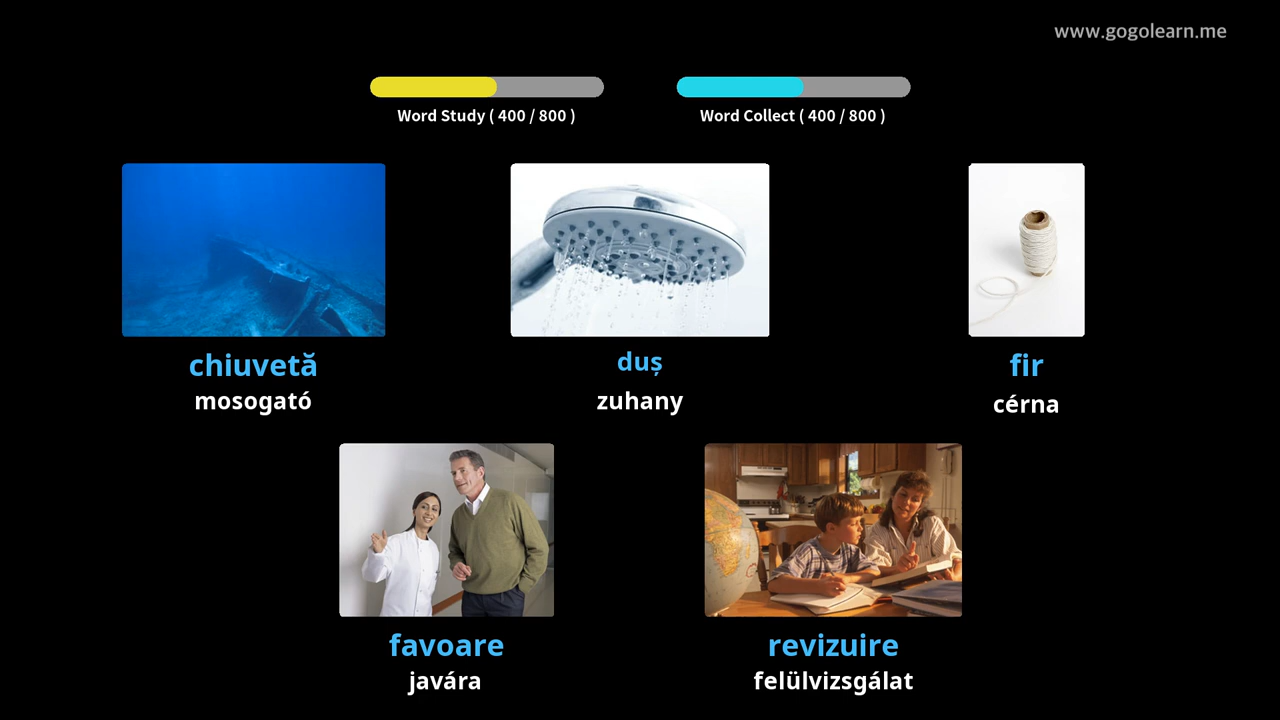 www.gogolearn.me
Word Study ( 400 / 800 )
Word Collect ( 400 / 800 )
chiuvetă
mosogató
duș
zuhany
fir
cérna
favoare
javára
revizuire
felülvizsgálat